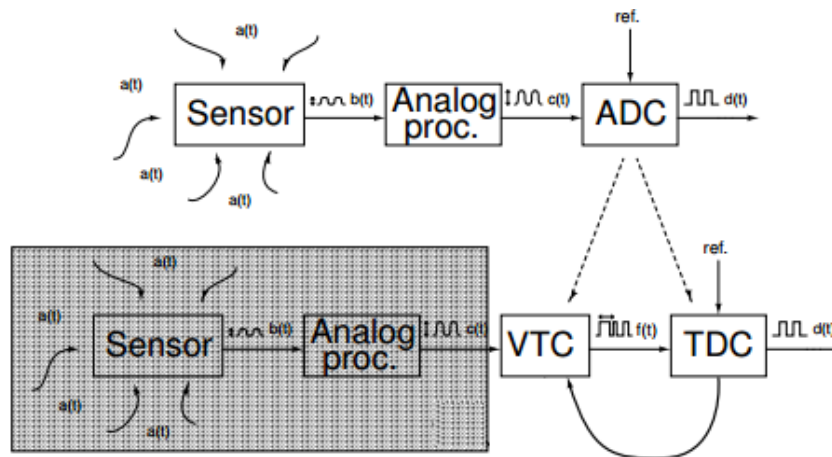 ref.
a(t)
a(t)
Sensor
b(t)
Analog
proc.
c(t)
ADC
d(t)
a(t)
a(t)
ref.
a(t)
a(t)
Sensor
b(t)
Analog
proc.
c(t)
VTC
f(t)
TDC
d(t)
a(t)
a(t)